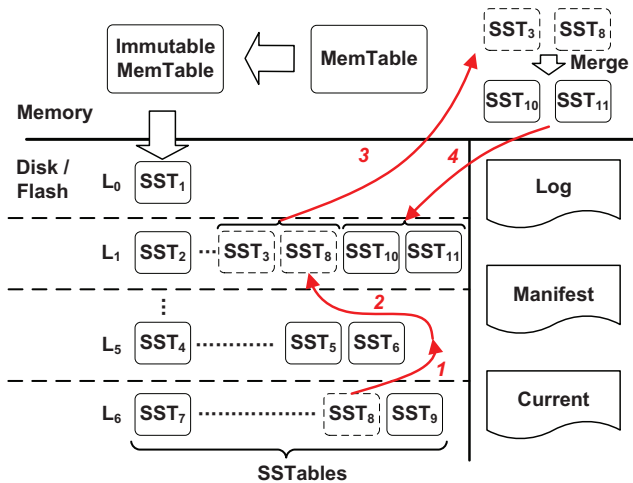 Immutable
MemTable
MemTable
SST3 SST8
Merge
SST10 SST11
Memory
3
4
Disk /
Flash
L0 SST1
Log
L1 SST2 SST3 SST8 SST10 SST11
2
Manifest
L5 SST4 SST5 SST6
1
L6 SST7 SST8 SST9
Current
SSTables